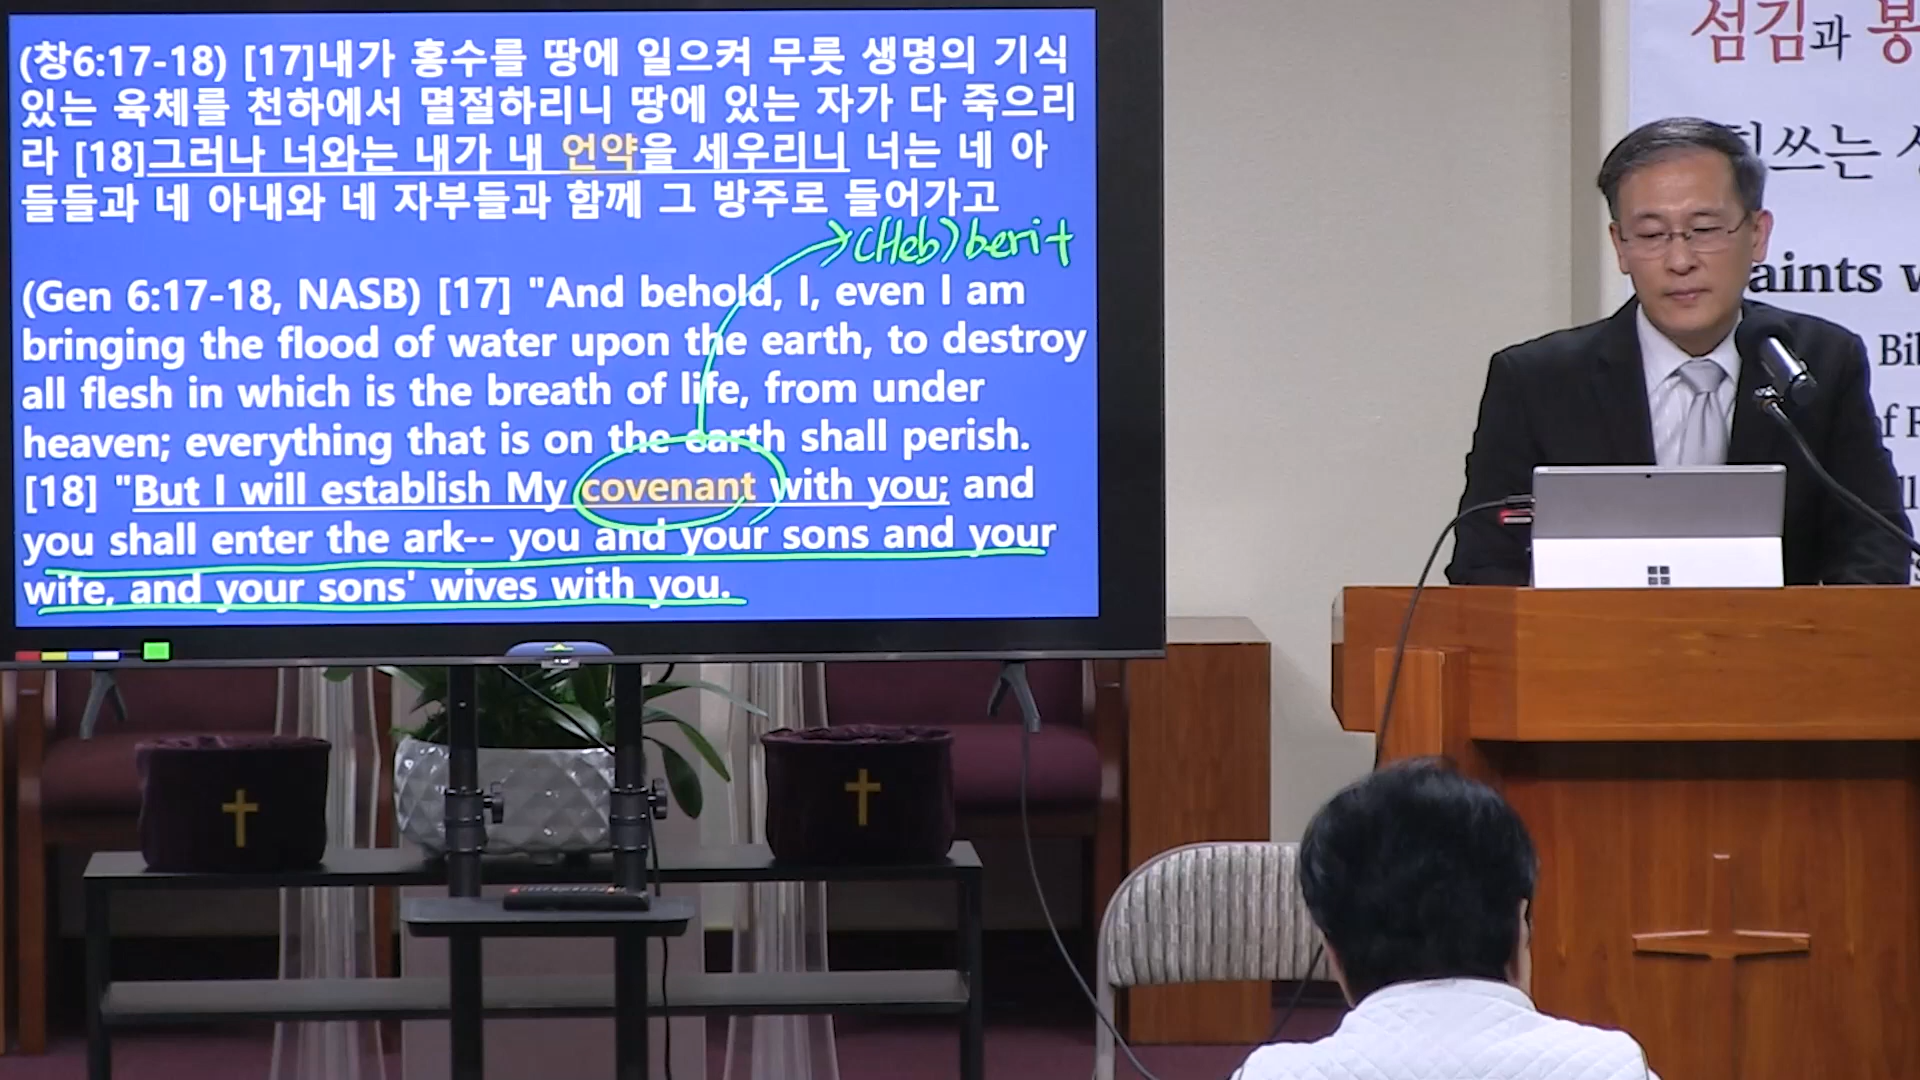 (창6:17-18) [17]내가 홍수를 땅에 일으켜 무릇 생명의 기식
있는 육체를 천하에서 멸절하리니 땅에 있는 자가 다 죽으리
라 [18]그러나 너와는 내가 내 언약을 세우리니 너는 네 아
들들과 네 아내와 네 자부들과 함께 그 방주로 들어가고
(Heb) berit
(Gen 6:17-18, NASB) [17] "And behold, I, even I am
bringing the flood of water upon the earth, to destroy
all flesh in which is the breath of life, from under
heaven; everything that is on the earth shall perish.
[18] "But I will establish My covenant with you; and
you shall enter the ark-- you and your sons and your
wife, and your sons' wives with you.
섬김과 봉
쓰는
aints w
Bil
of